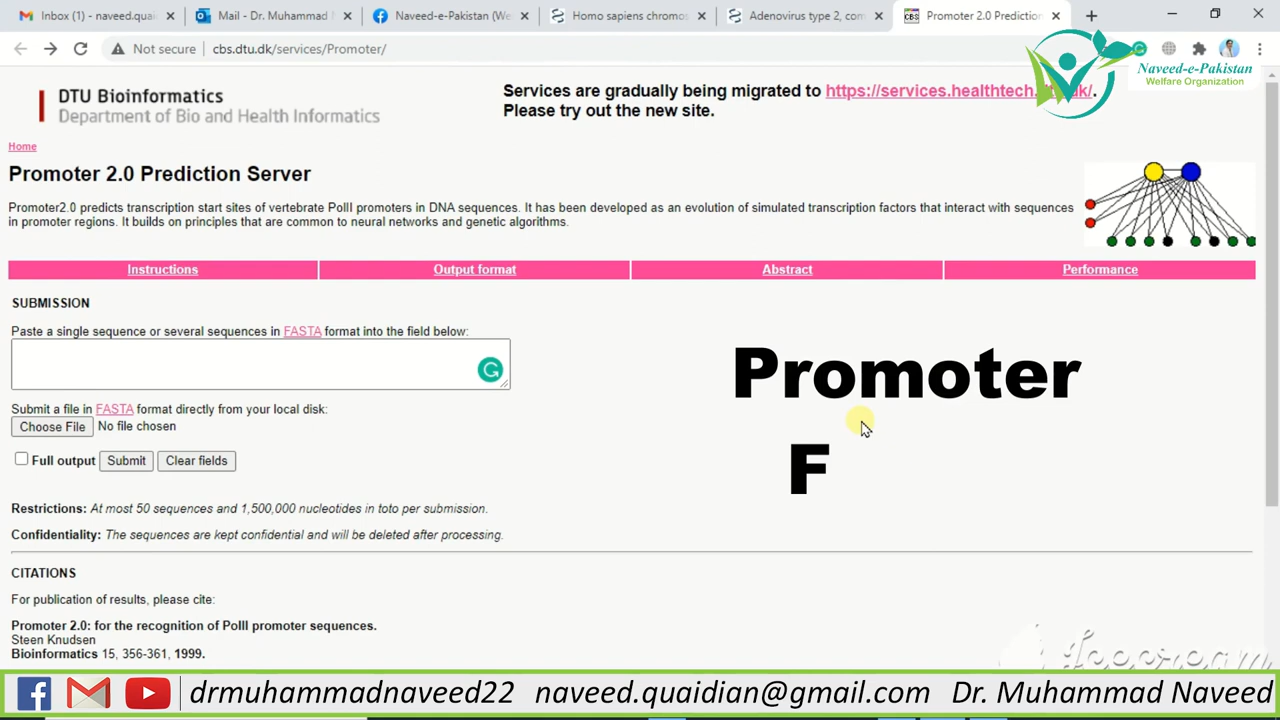 Inbox (1) - naveed.quai
Mail - Dr. Muhammad
Naveed-e-Pakistan (We
Homo sapiens chromos
Adenovirus type 2, com
Promoter 2.0 Prediction
Not secure
cbs.dtu.dk/services/Promoter/
Naveed-e-Pakistan
Welfare Organization
DTU Bioinformatics
Department of Bio and Health Informatics
Services are gradually being migrated to https://services.healthtech.
Please try out the new site.
Home
Promoter 2.0 Prediction Server
Promoter2.0 predicts transcription start sites of vertebrate PolII promoters in DNA sequences. It has been developed as an evolution of simulated transcription factors that interact with sequences
in promoter regions. It builds on principles that are common to neural networks and genetic algorithms.
Instructions
Output format
Abstract
Performance
SUBMISSION
Paste a single sequence or several sequences in FASTA format into the field below:
Submit a file in FASTA format directly from your local disk:
Choose File No file chosen
Full output Submit Clear fields
Promoter
F
Restrictions: At most 50 sequences and 1,500,000 nucleotides in toto per submission.
Confidentiality: The sequences are kept confidential and will be deleted after processing.
CITATIONS
For publication of results, please cite:
Promoter 2.0: for the recognition of PolII promoter sequences.
Steen Knudsen
Bioinformatics 15, 356-361, 1999.
drmuhammadnaveed22 naveed.quaidian@gmail.com Dr. Muhammad Naveed